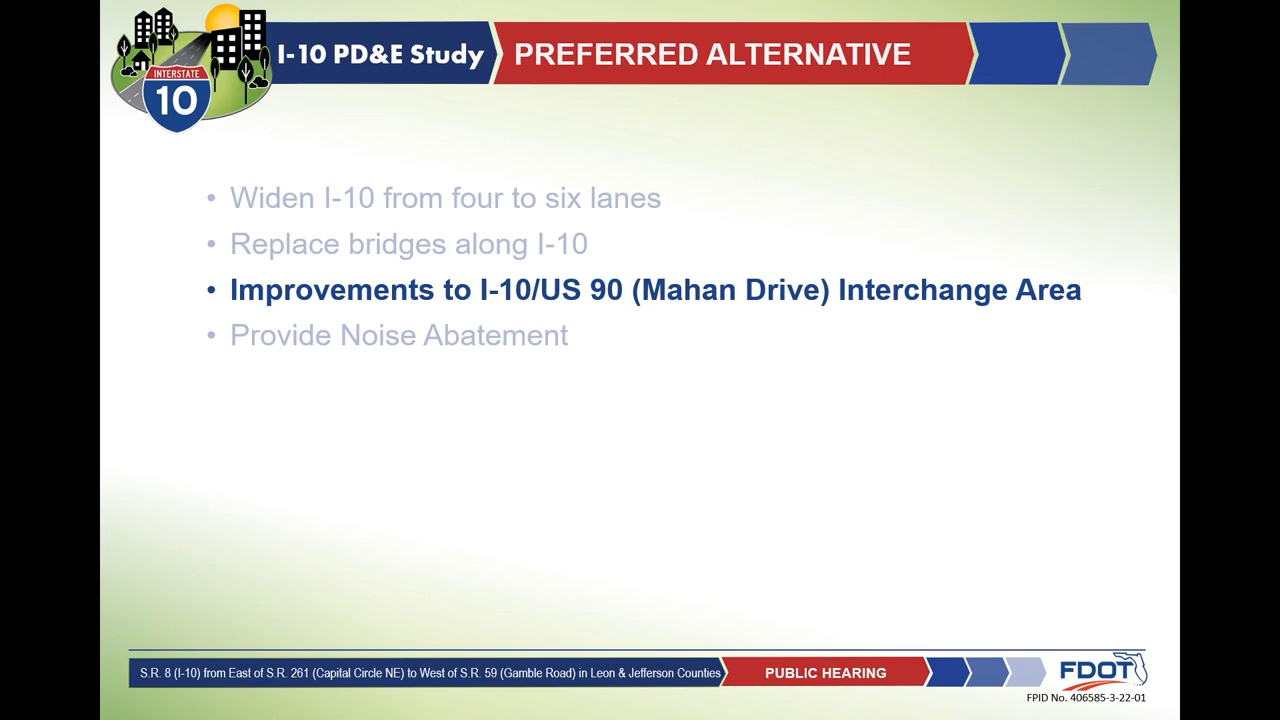 I-10 PD&E Study
PREFERRED ALTERNATIVE
INTERSTATE
10
• Widen I-10 from four to six lanes
• Replace bridges along I-10
• Improvements to I-10/US 90 (Mahan Drive) Interchange Area
• Provide Noise Abatement
S.R. 8 (I-10) from East of S.R. 261 (Capital Circle NE) to West of S.R. 59 (Gamble Road) in Leon & Jefferson Counties
PUBLIC HEARING
FDOT
FPID No. 406585-3-22-01